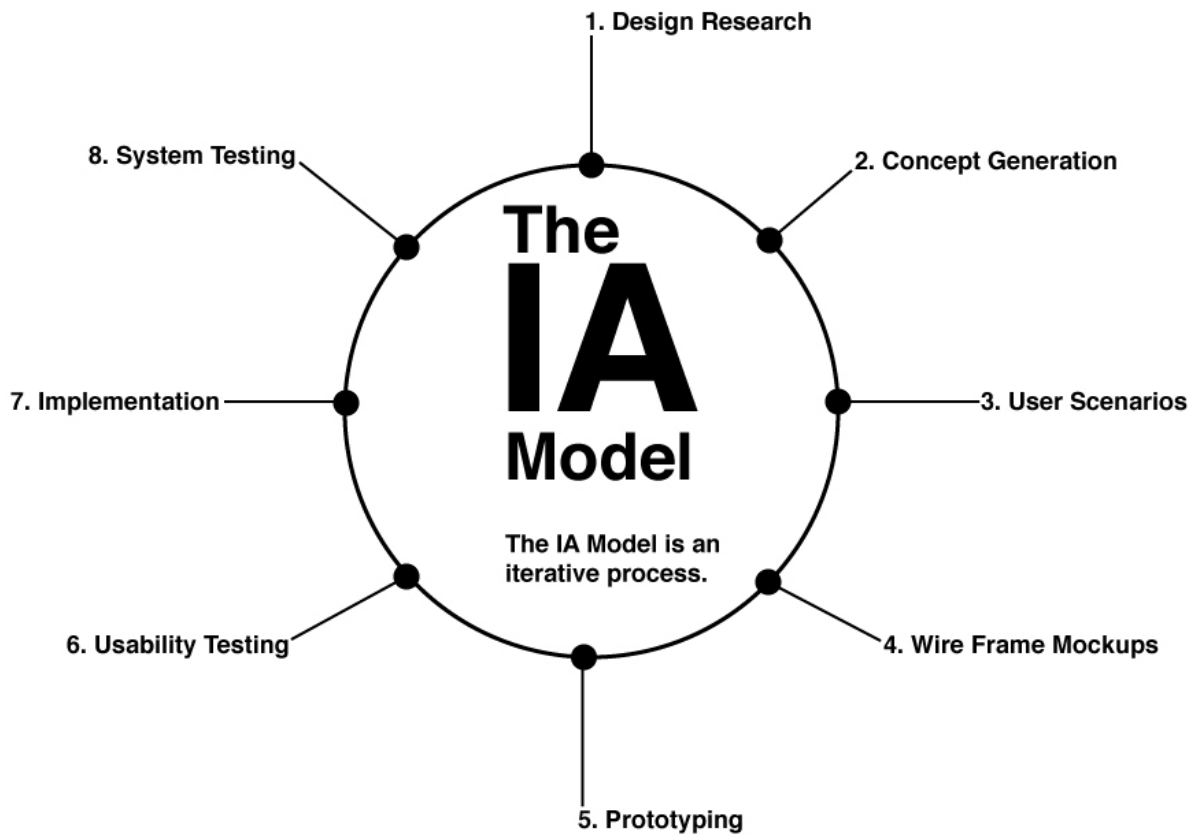 1. Design Research
2. Concept Generation
3. User Scenarios
4. Wire Frame Mockups
5. Prototyping
6. Usability Testing
7. Implementation
8. System Testing
The
IA
Model
The IA Model is an
iterative process.